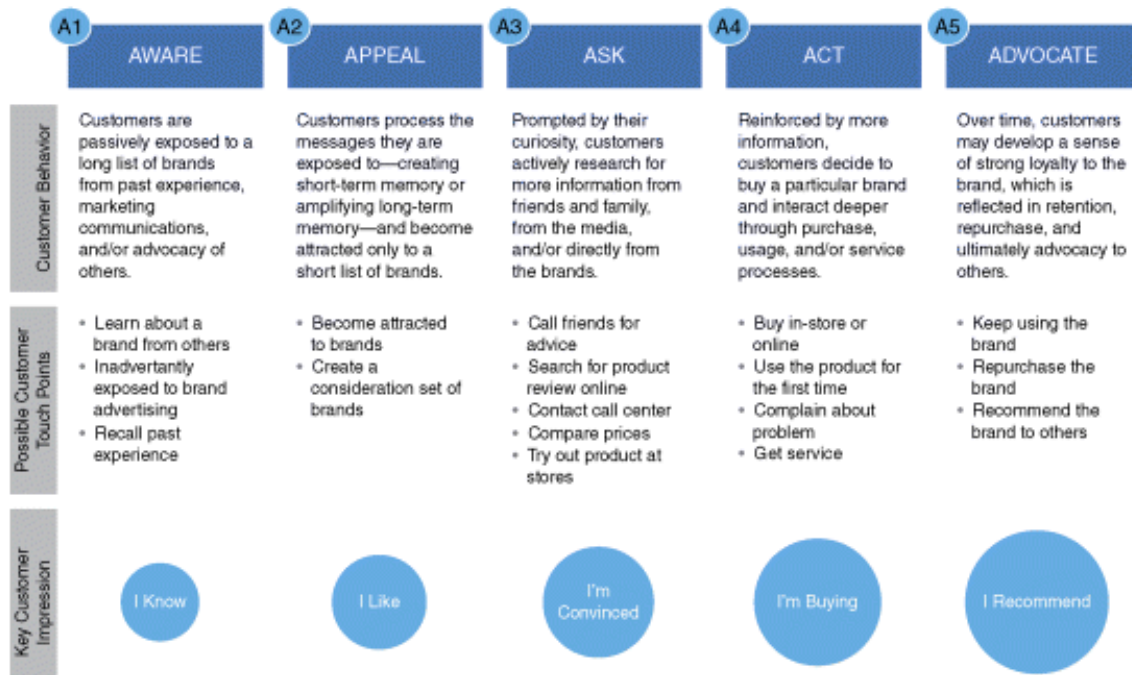 A1
AWARE
A2
APPEAL
A3
ASK
A4
ACT
A5
ADVOCATE
Customer Behavior
Customers are
passively exposed to a
long list of brands
from past experience,
marketing
communications,
and/or advocacy of
others.
Customers process the
messages they are
exposed to—creating
short-term memory or
amplifying long-term
memory—and become
attracted only to a
short list of brands.
Prompted by their
curiosity, customers
actively research for
more information from
friends and family,
from the media,
and/or directly from
the brands.
Reinforced by more
information,
customers decide to
buy a particular brand
and interact deeper
through purchase,
usage, and/or service
processes.
Over time, customers
may develop a sense
of strong loyalty to the
brand, which is
reflected in retention,
repurchase, and
ultimately advocacy to
others.
Possible Customer
Touch Points
• Learn about a
brand from others
• Inadvertantly
exposed to brand
advertising
• Recall past
experience
• Become attracted
to brands
• Create a
consideration set of
brands
• Call friends for
advice
• Search for product
review online
• Contact call center
• Compare prices
• Try out product at
stores
• Buy in-store or
online
• Use the product for
the first time
• Complain about
problem
• Get service
• Keep using the
brand
• Repurchase the
brand
• Recommend the
brand to others
Key Customer
Impression
I Know
I Like
I'm
Convinced
I'm Buying
I Recommend